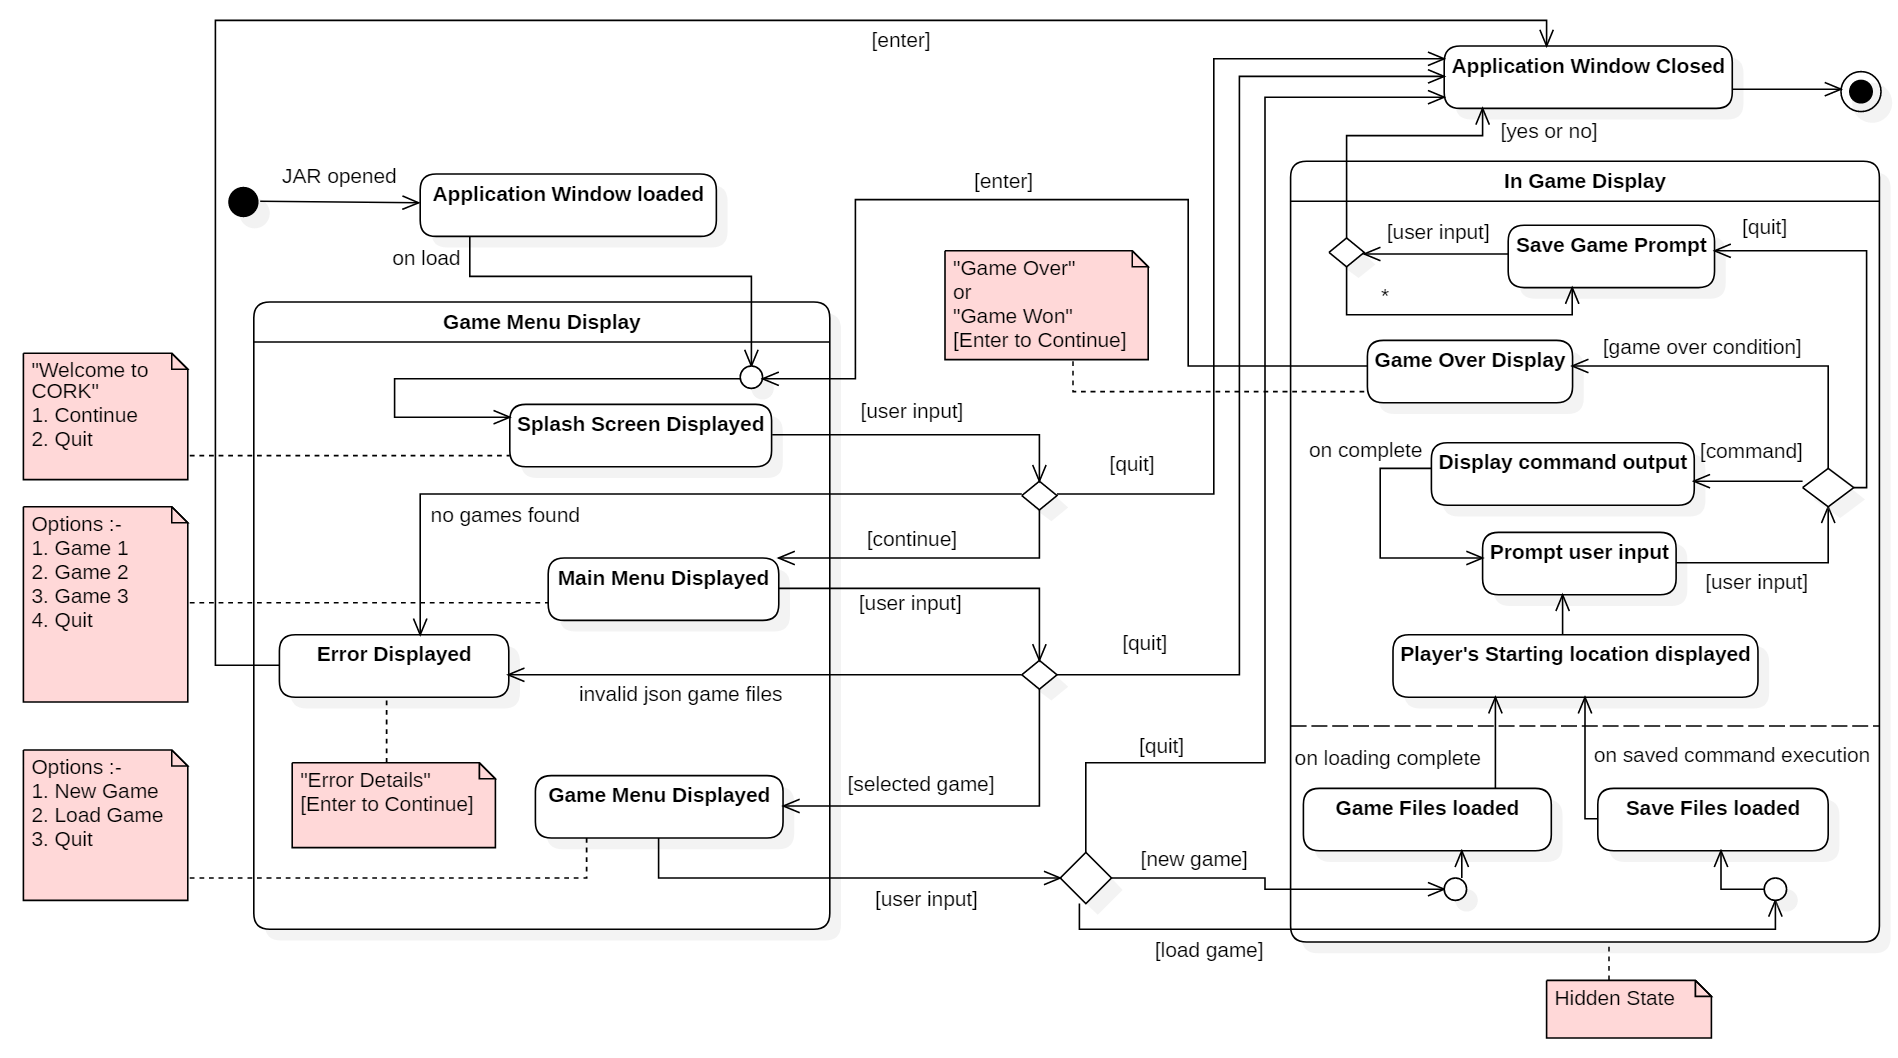 [enter]
Application Window Closed
[yes or no]
JAR opened
Application Window loaded
on load
[enter]
In Game Display
[user input]
Save Game Prompt
[quit]
*
"Game Over"
or
"Game Won"
[Enter to Continue]
Game Over Display
[game over condition]
Game Menu Display
"Welcome to
CORK"
1. Continue
2. Quit
Splash Screen Displayed
[user input]
[quit]
on complete
Display command output
[command]
no games found
[continue]
Options :-
1. Game 1
2. Game 2
3. Game 3
4. Quit
Main Menu Displayed
[user input]
Prompt user input
[user input]
Error Displayed
invalid json game files
[quit]
Player's Starting location displayed
[quit]
on loading complete
on saved command execution
Options :-
1. New Game
2. Load Game
3. Quit
"Error Details"
[Enter to Continue]
Game Menu Displayed
[selected game]
Game Files loaded
Save Files loaded
[user input]
[new game]
[load game]
Hidden State